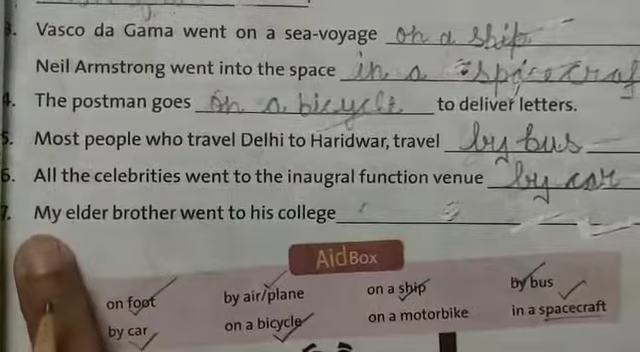 3. Vasco da Gama went on a sea-voyage on a ship
Neil Armstrong went into the space in a spacecraf
4. The postman goes on a bicycle to deliver letters.
5. Most people who travel Delhi to Haridwar, travel by bus
6. All the celebrities went to the inaugral function venue by car
7. My elder brother went to his college
Aid Box
on foot by air/plane on a ship by bus
by car on a bicycle on a motorbike in a spacecraft